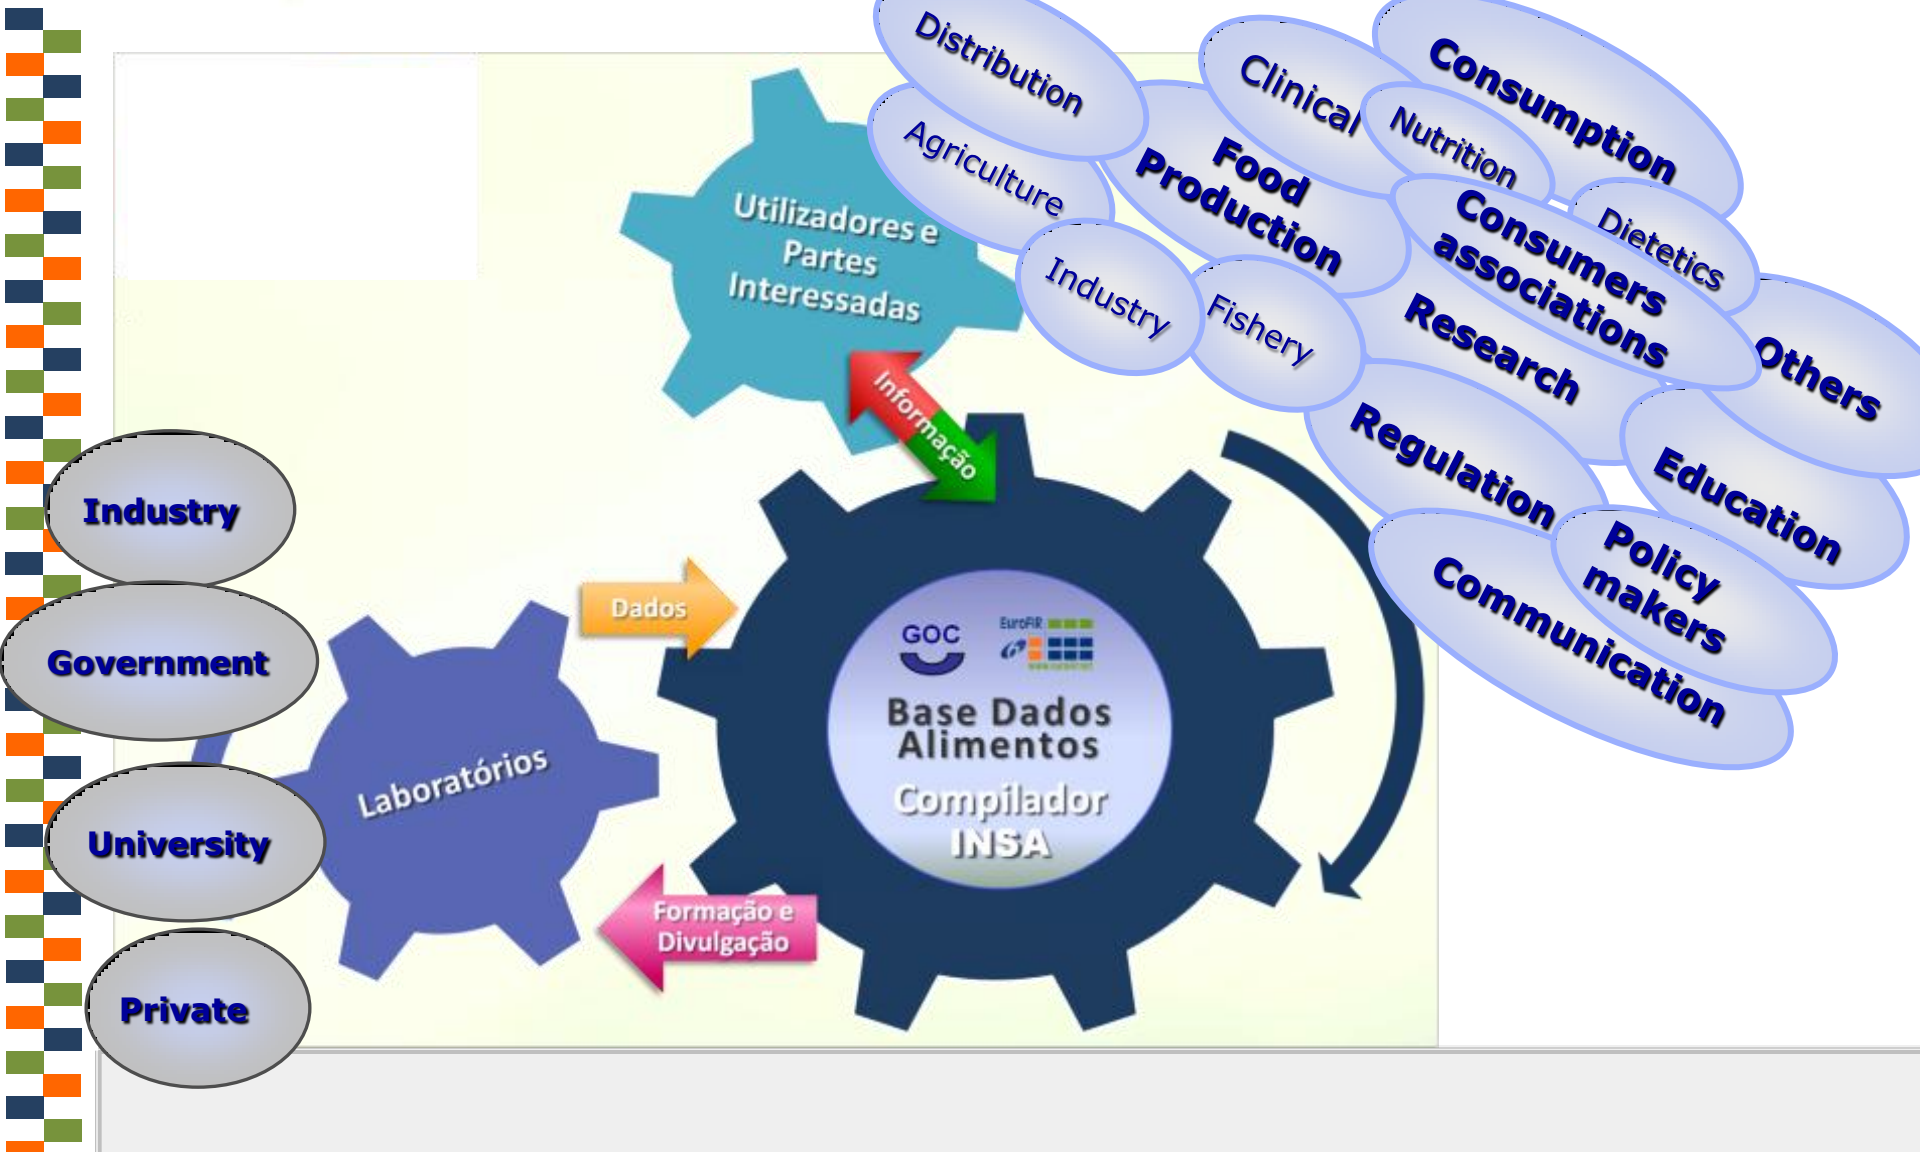 Distribution
Agriculture
Clinical
Consumption
Nutrition
Food
Production
Consumers
associations
Dietetics
Industry
Fishery
Research
Others
Regulation
Education
Policy
makers
Communication
Utilizadores e
Partes
Interessadas
Informação
Industry
Government
University
Private
Dados
Laboratórios
GOC
EuroFIR
Base Dados
Alimentos
Compilador
INSA
Formação e
Divulgação